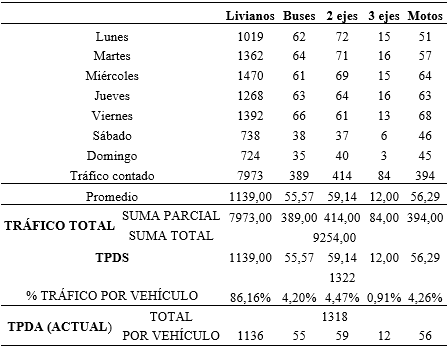 Livianos Buses 2 ejes 3 ejes Motos
Lunes 1019 62 72 15 51
Martes 1362 64 71 16 57
Miércoles 1470 61 69 15 64
Jueves 1268 63 64 16 63
Viernes 1392 66 61 13 68
Sábado 738 38 37 6 46
Domingo 724 35 40 3 45
Tráfico contado 7973 389 414 84 394
Promedio 1139,00 55,57 59,14 12,00 56,29
TRÁFICO TOTAL SUMA PARCIAL 7973,00 389,00 414,00 84,00 394,00
SUMA TOTAL 9254,00
TPDS 1139,00 55,57 59,14 12,00 56,29
1322
% TRÁFICO POR VEHÍCULO 86,16% 4,20% 4,47% 0,91% 4,26%
TPDA (ACTUAL) TOTAL 1318
POR VEHÍCULO 1136 55 59 12 56